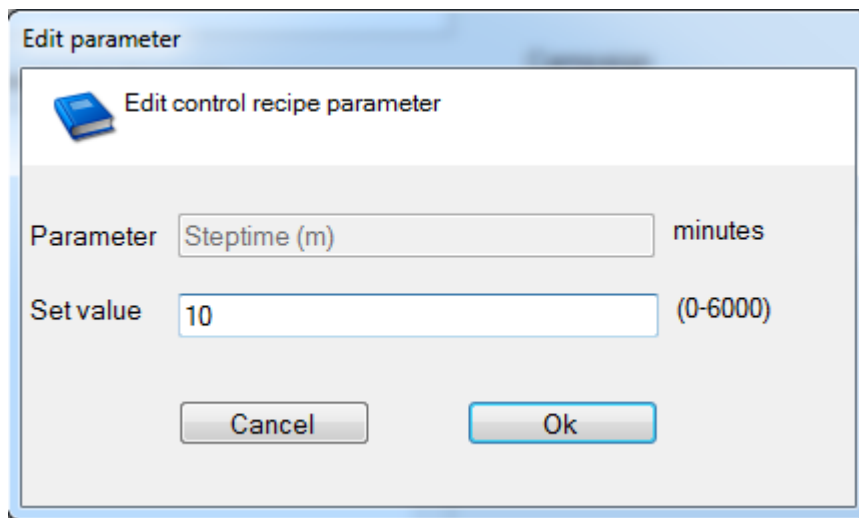 Edit parameter
Edit control recipe parameter
Parameter Steptime (m) minutes
Set value 10 (0-6000)
Cancel Ok